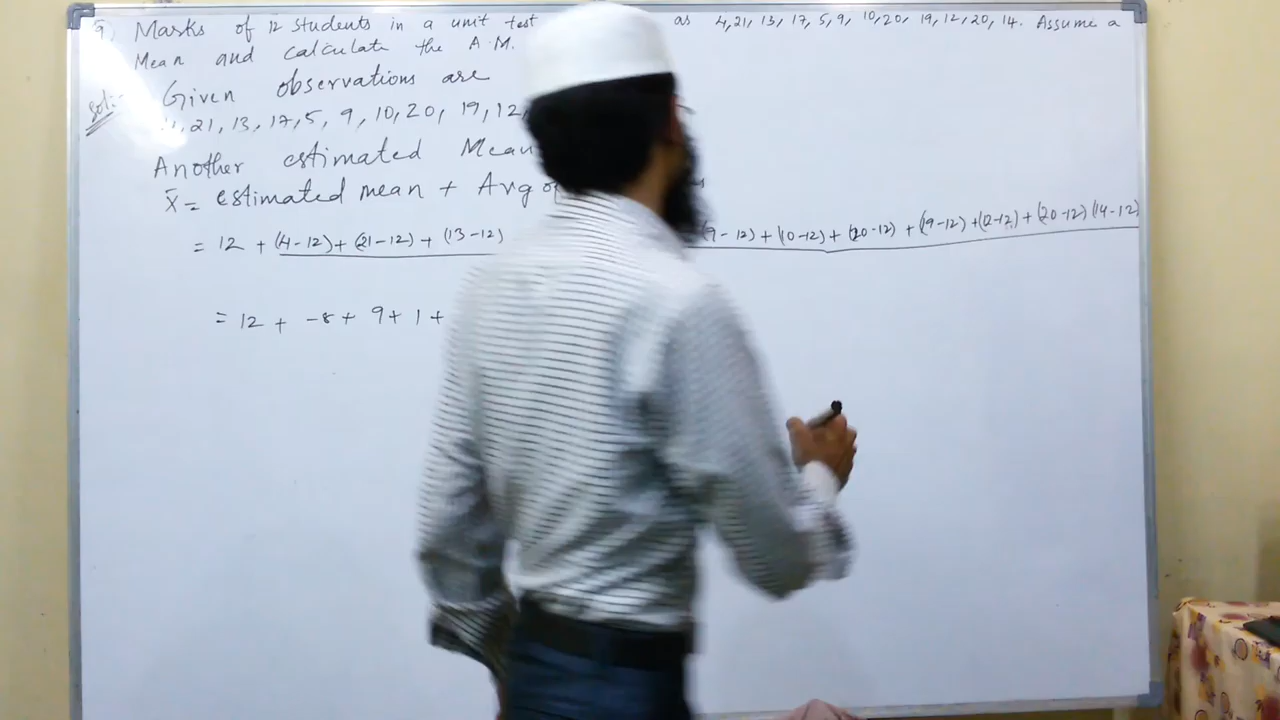 9) Marks of 12 students in a unit test as 4, 21, 13, 17, 5, 9, 10, 20, 19, 12, 20, 14. Assume a
Mean and calculate the A.M.
Sol:- Given observations are
4, 21, 13, 17, 5, 9, 10, 20, 19, 12,
Another estimated Mean
x̄ = estimated mean + Avg of
= 12 + (4-12) + (21-12) + (13-12) (9-12) + (10-12) + (20-12) + (19-12) + (12-12) + (20-12) (14-12)
= 12 + -8 + 9 + 1 +